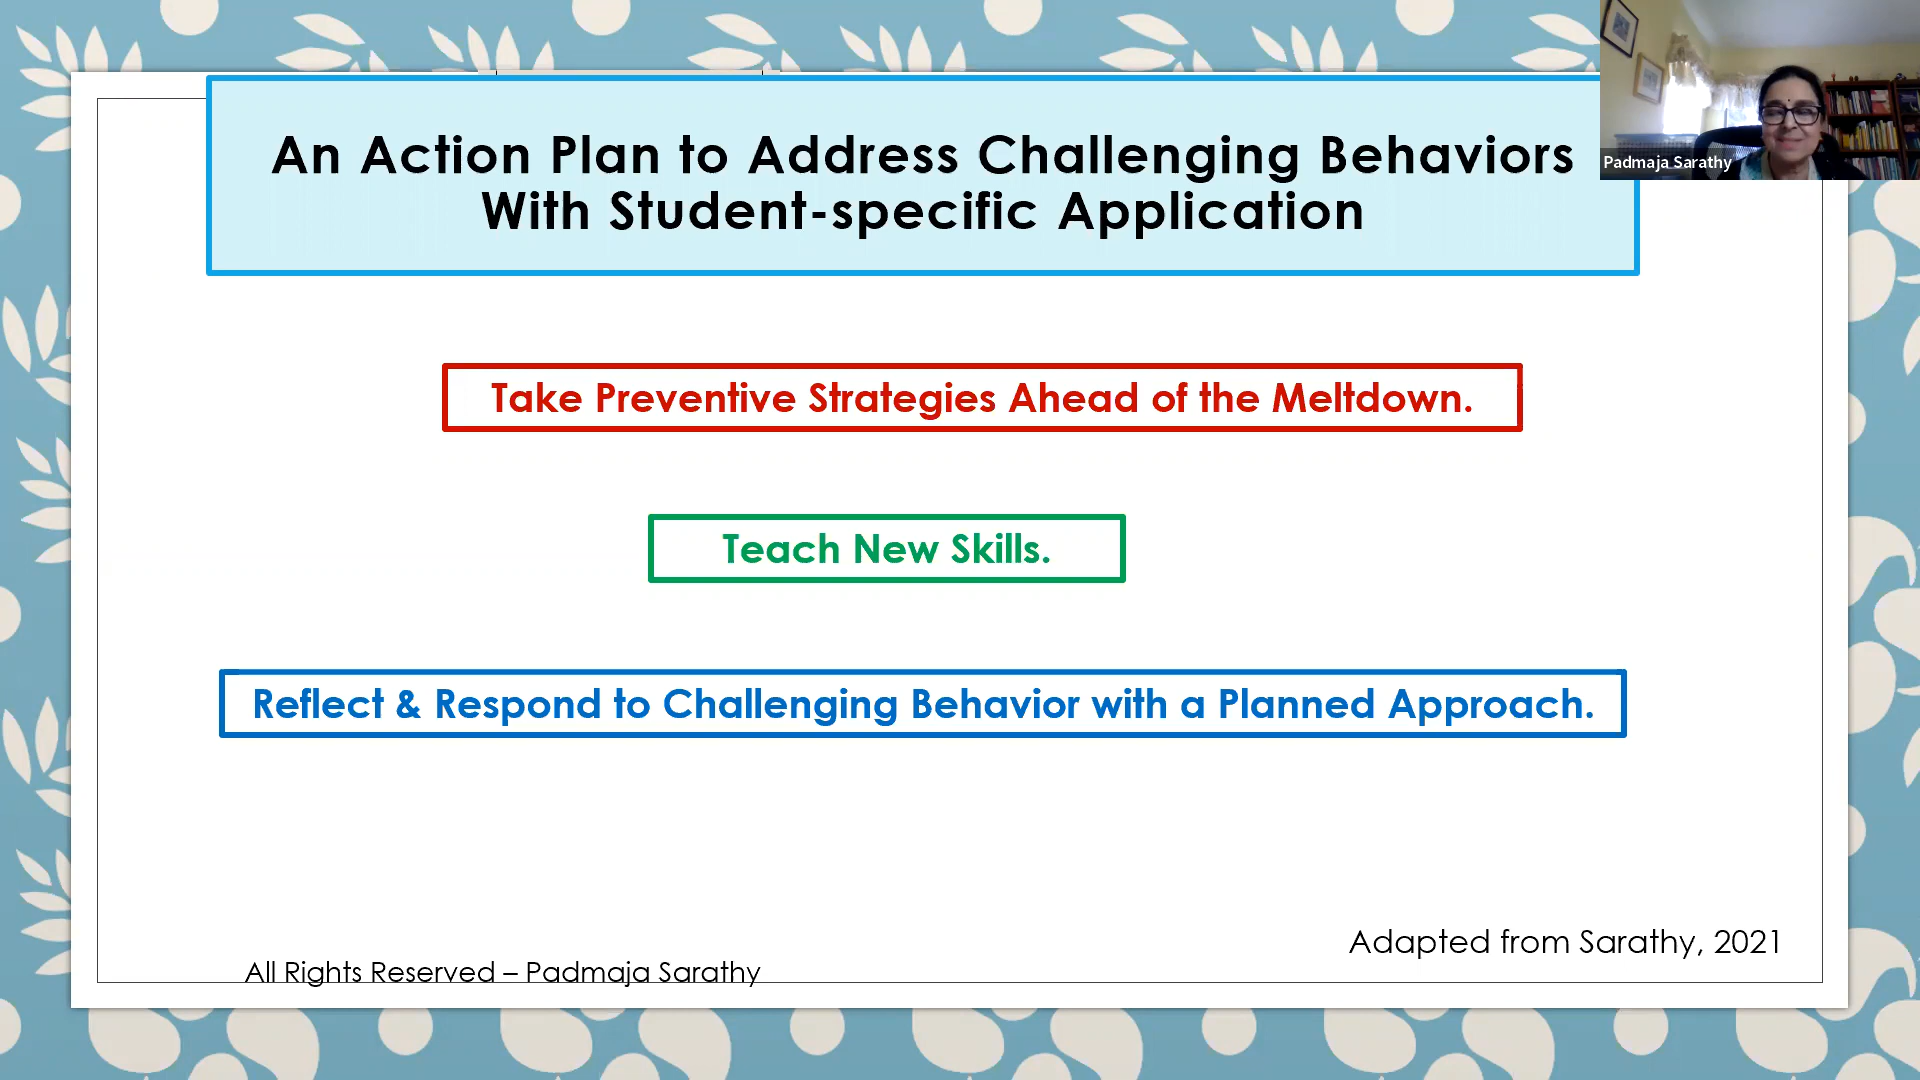 An Action Plan to Address Challenging Behaviors
With Student-specific Application
Padmaja Sarathy
Take Preventive Strategies Ahead of the Meltdown.
Teach New Skills.
Reflect & Respond to Challenging Behavior with a Planned Approach.
Adapted from Sarathy, 2021
All Rights Reserved – Padmaja Sarathy